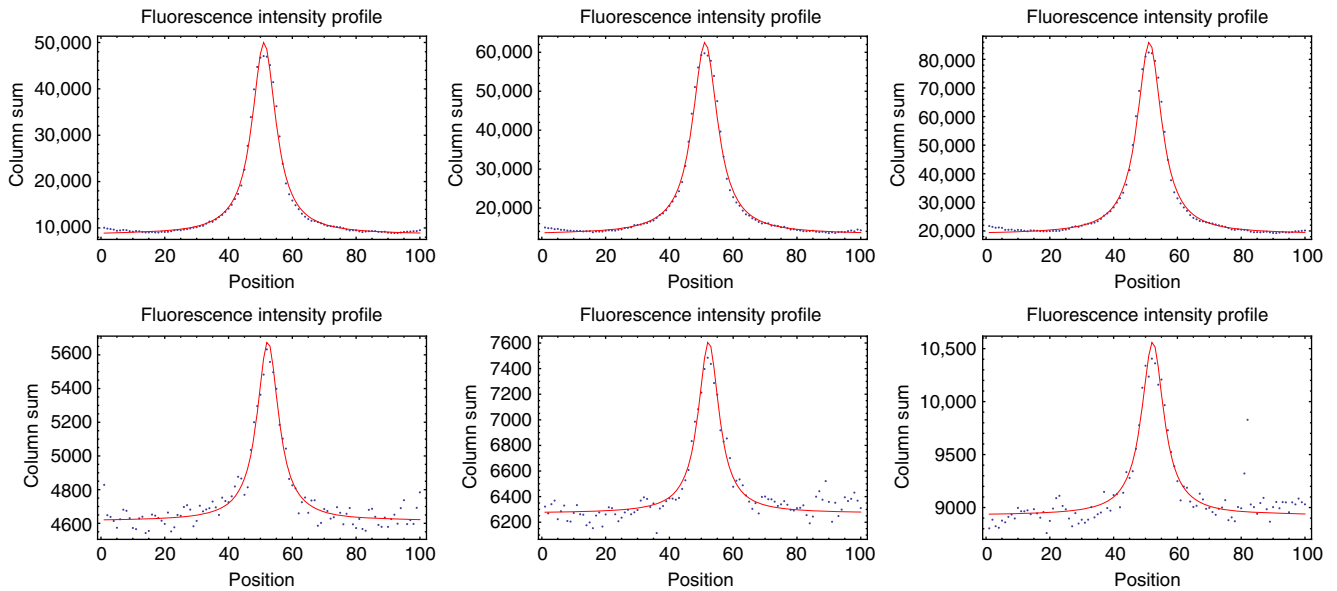 Fluorescence intensity profile
Column sum
50,000
40,000
30,000
20,000
10,000
0 20 40 60 80 100
Position
Fluorescence intensity profile
Column sum
60,000
50,000
40,000
30,000
20,000
0 20 40 60 80 100
Position
Fluorescence intensity profile
Column sum
80,000
70,000
60,000
50,000
40,000
30,000
20,000
0 20 40 60 80 100
Position
Fluorescence intensity profile
Column sum
5600
5400
5200
5000
4800
4600
0 20 40 60 80 100
Position
Fluorescence intensity profile
Column sum
7600
7400
7200
7000
6800
6600
6400
6200
0 20 40 60 80 100
Position
Fluorescence intensity profile
Column sum
10,500
10,000
9500
9000
0 20 40 60 80 100
Position